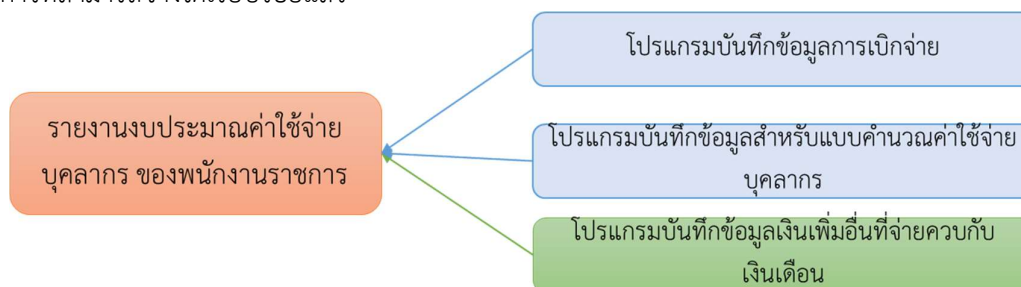 โปรแกรมบันทึกข้อมูลการเบิกจ่าย
รายงานงบประมาณค่าใช้จ่าย
บุคลากร ของพนักงานราชการ
โปรแกรมบันทึกข้อมูลสำหรับแบบคำนวณค่าใช้จ่าย
บุคลากร
โปรแกรมบันทึกข้อมูลเงินเพิ่มอื่นที่จ่ายควบกับ
เงินเดือน